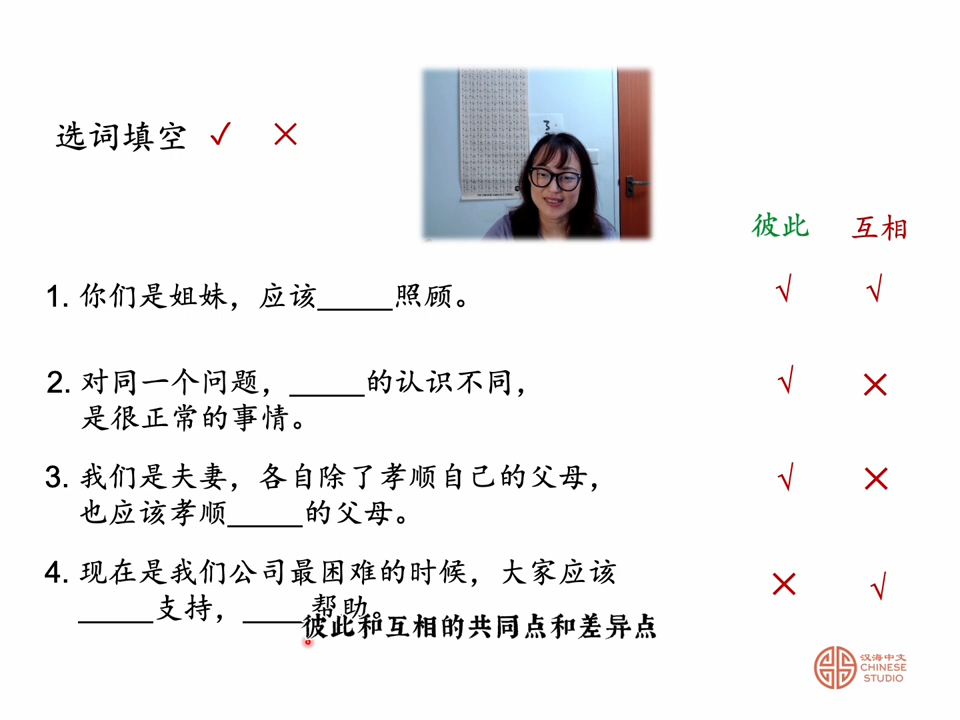 选词填空 ✓ ×
彼此 互相
1. 你们是姐妹，应该_____照顾。 √ √
2. 对同一个问题，_____的认识不同， √ ×
是很正常的事情。
3. 我们是夫妻，各自除了孝顺自己的父母， √ ×
也应该孝顺_____的父母。
4. 现在是我们公司最困难的时候，大家应该 × √
_____支持，____帮助。
彼此和互相的共同点和差异点
汉海中文
CHINESE
STUDIO